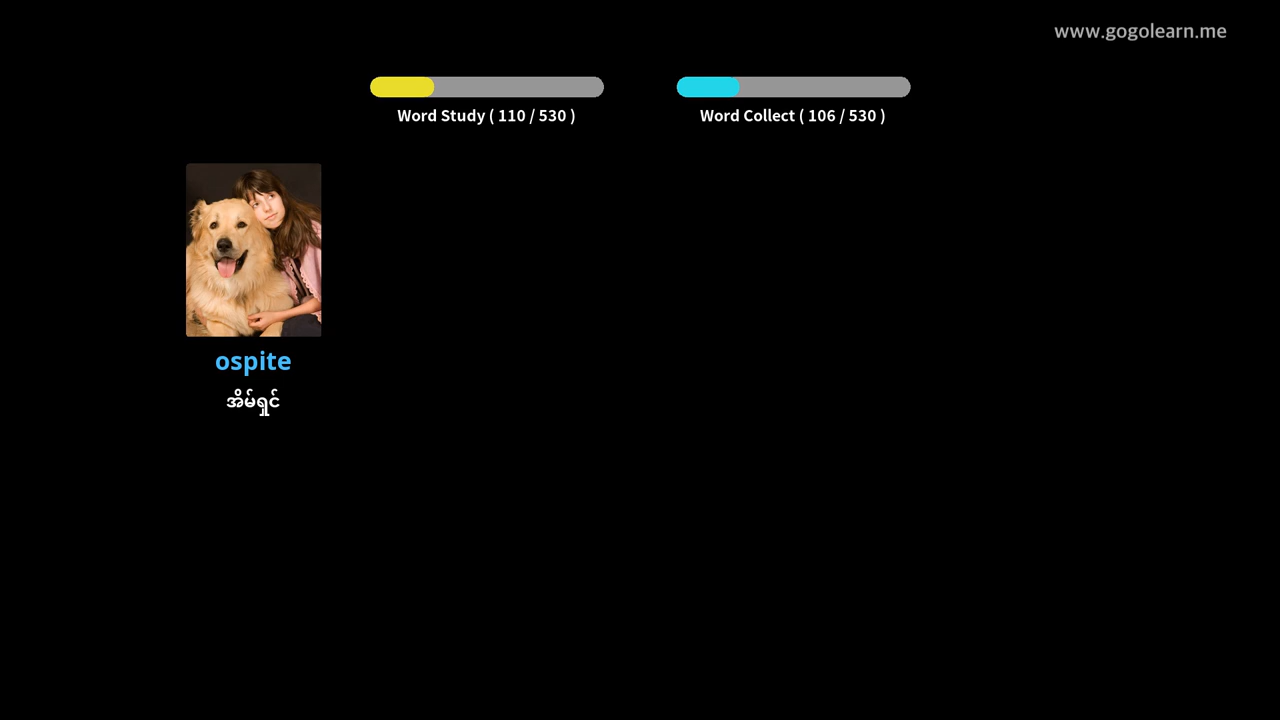 www.gogolearn.me
Word Study ( 110 / 530 )
Word Collect ( 106 / 530 )
ospite
အိမ်ရှင်